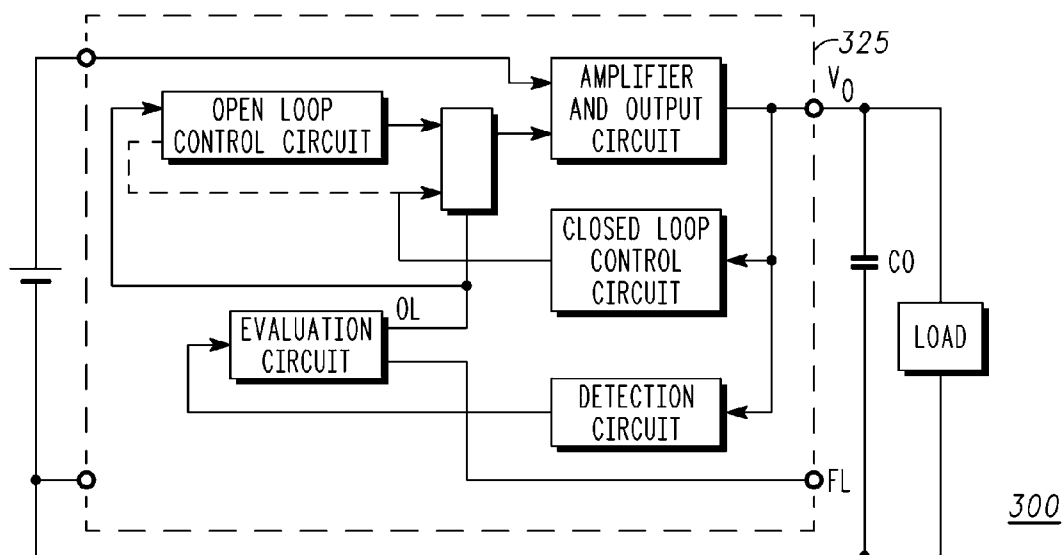 325
V0
AMPLIFIER
AND OUTPUT
CIRCUIT
OPEN LOOP
CONTROL CIRCUIT
CLOSED LOOP
CONTROL
CIRCUIT
CO
OL
EVALUATION
CIRCUIT
LOAD
DETECTION
CIRCUIT
FL
300